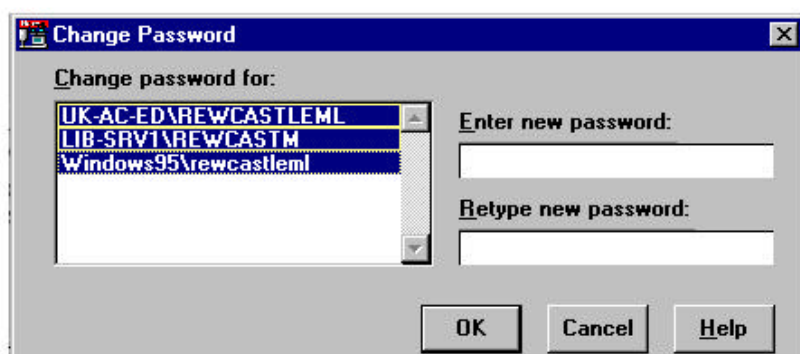 Change Password
Change password for:
UK-AC-ED\REWCASTLEML
LIB-SRV1\REWCASTM
Windows95\rewcastleml
Enter new password:
Retype new password:
OK
Cancel
Help